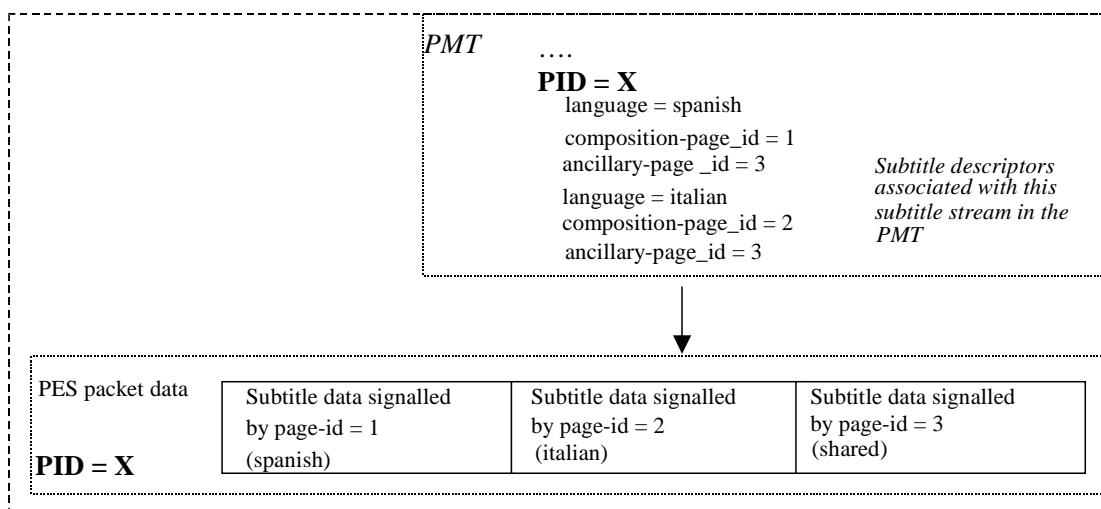 PMT ....
PID = X
language = spanish
composition-page_id = 1
ancillary-page _id = 3
language = italian
composition-page_id = 2
ancillary-page_id = 3
Subtitle descriptors
associated with this
subtitle stream in the
PMT
PES packet data
PID = X
Subtitle data signalled
by page-id = 1
(spanish)
Subtitle data signalled
by page-id = 2
(italian)
Subtitle data signalled
by page-id = 3
(shared)